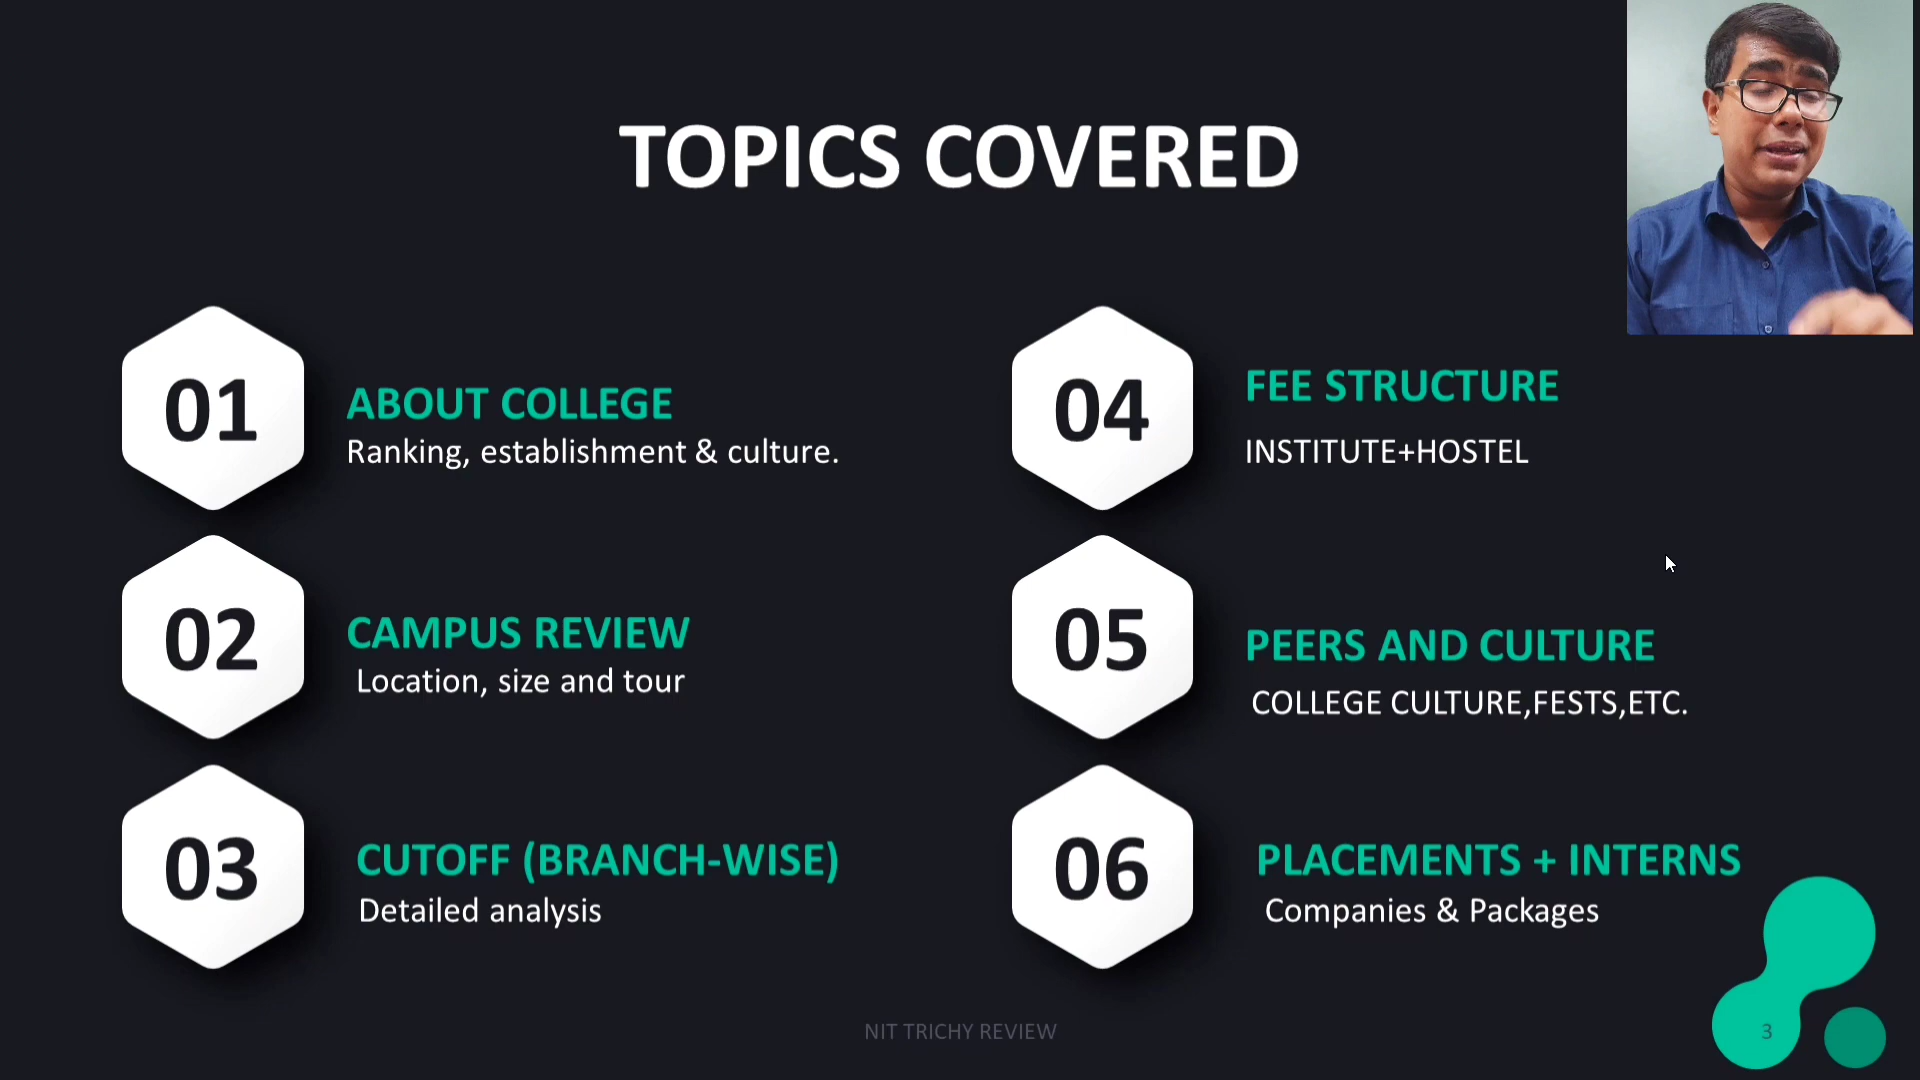 TOPICS COVERED
01
ABOUT COLLEGE
Ranking, establishment & culture.
02
CAMPUS REVIEW
Location, size and tour
03
CUTOFF (BRANCH-WISE)
Detailed analysis
04
FEE STRUCTURE
INSTITUTE+HOSTEL
05
PEERS AND CULTURE
COLLEGE CULTURE,FESTS,ETC.
06
PLACEMENTS + INTERNS
Companies & Packages
NIT TRICHY REVIEW
3